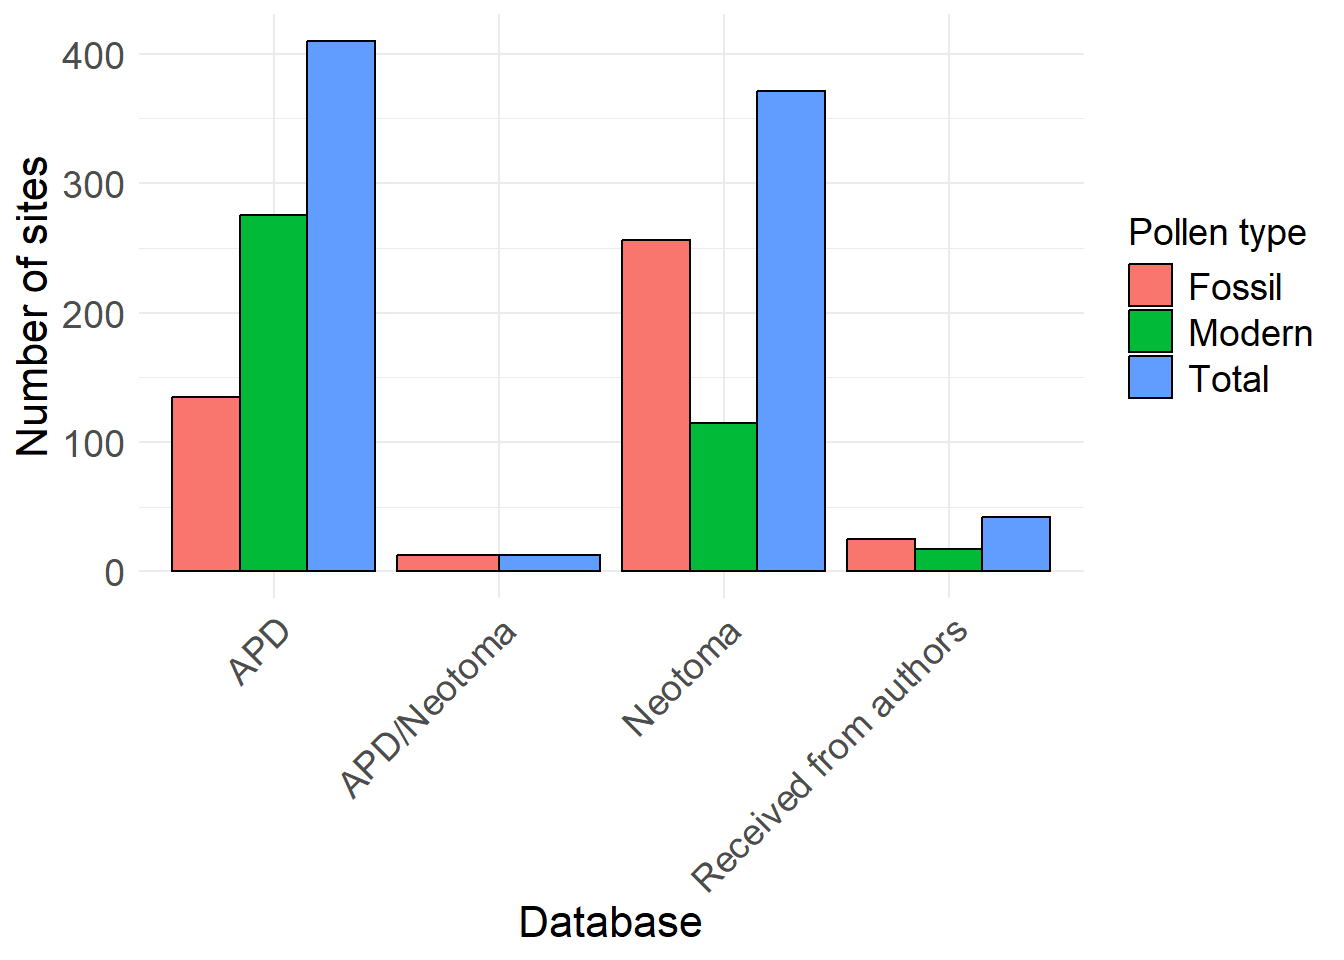 Number of sites
400
300
200
100
0
APD
APD/Neotoma
Neotoma
Received from authors
Database
Pollen type
Fossil
Modern
Total